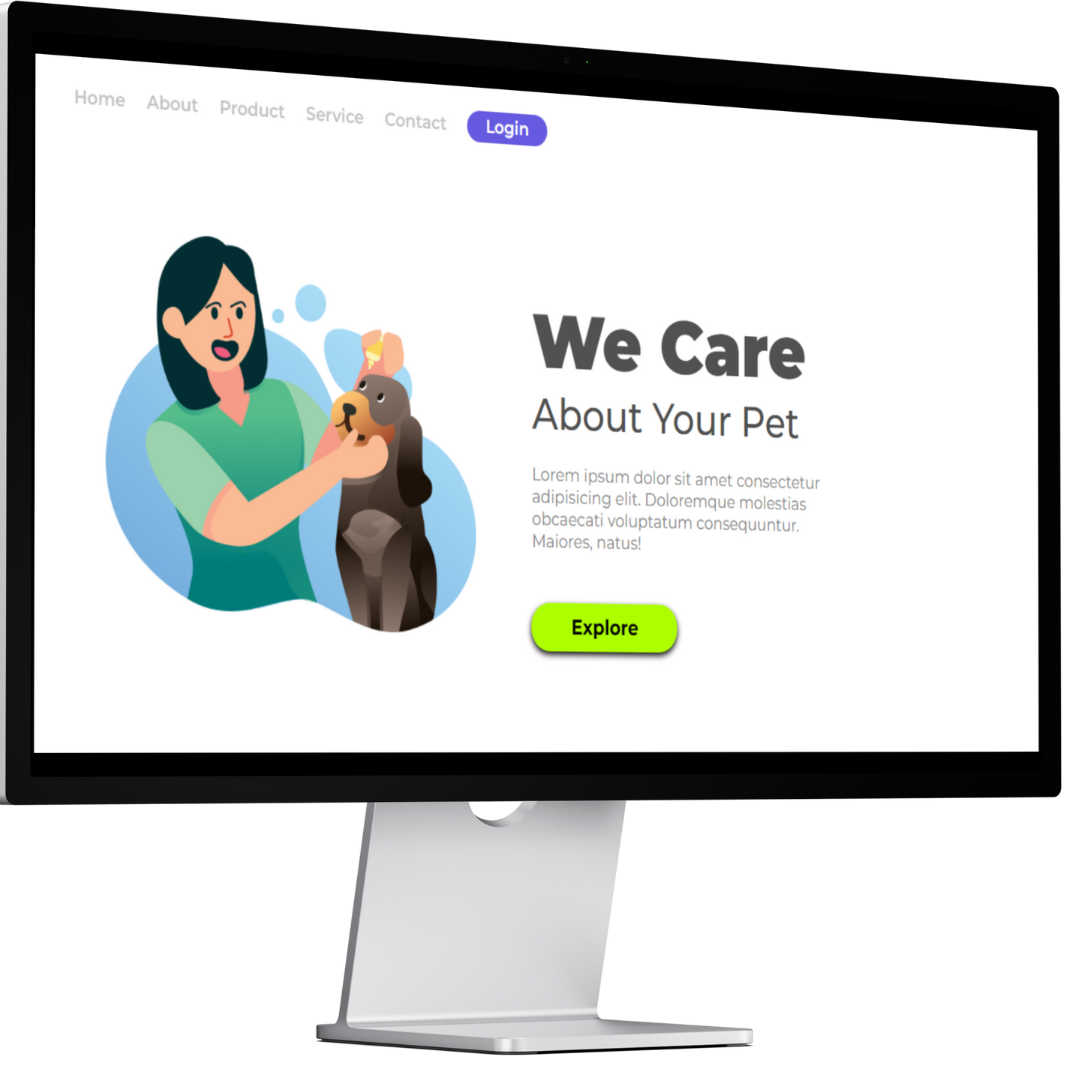 Home About Product Service Contact Login
We Care
About Your Pet
Lorem ipsum dolor sit amet consectetur
adipisicing elit. Doloremque molestias
obcaecati voluptatum consequuntur.
Maiores, natus!
Explore